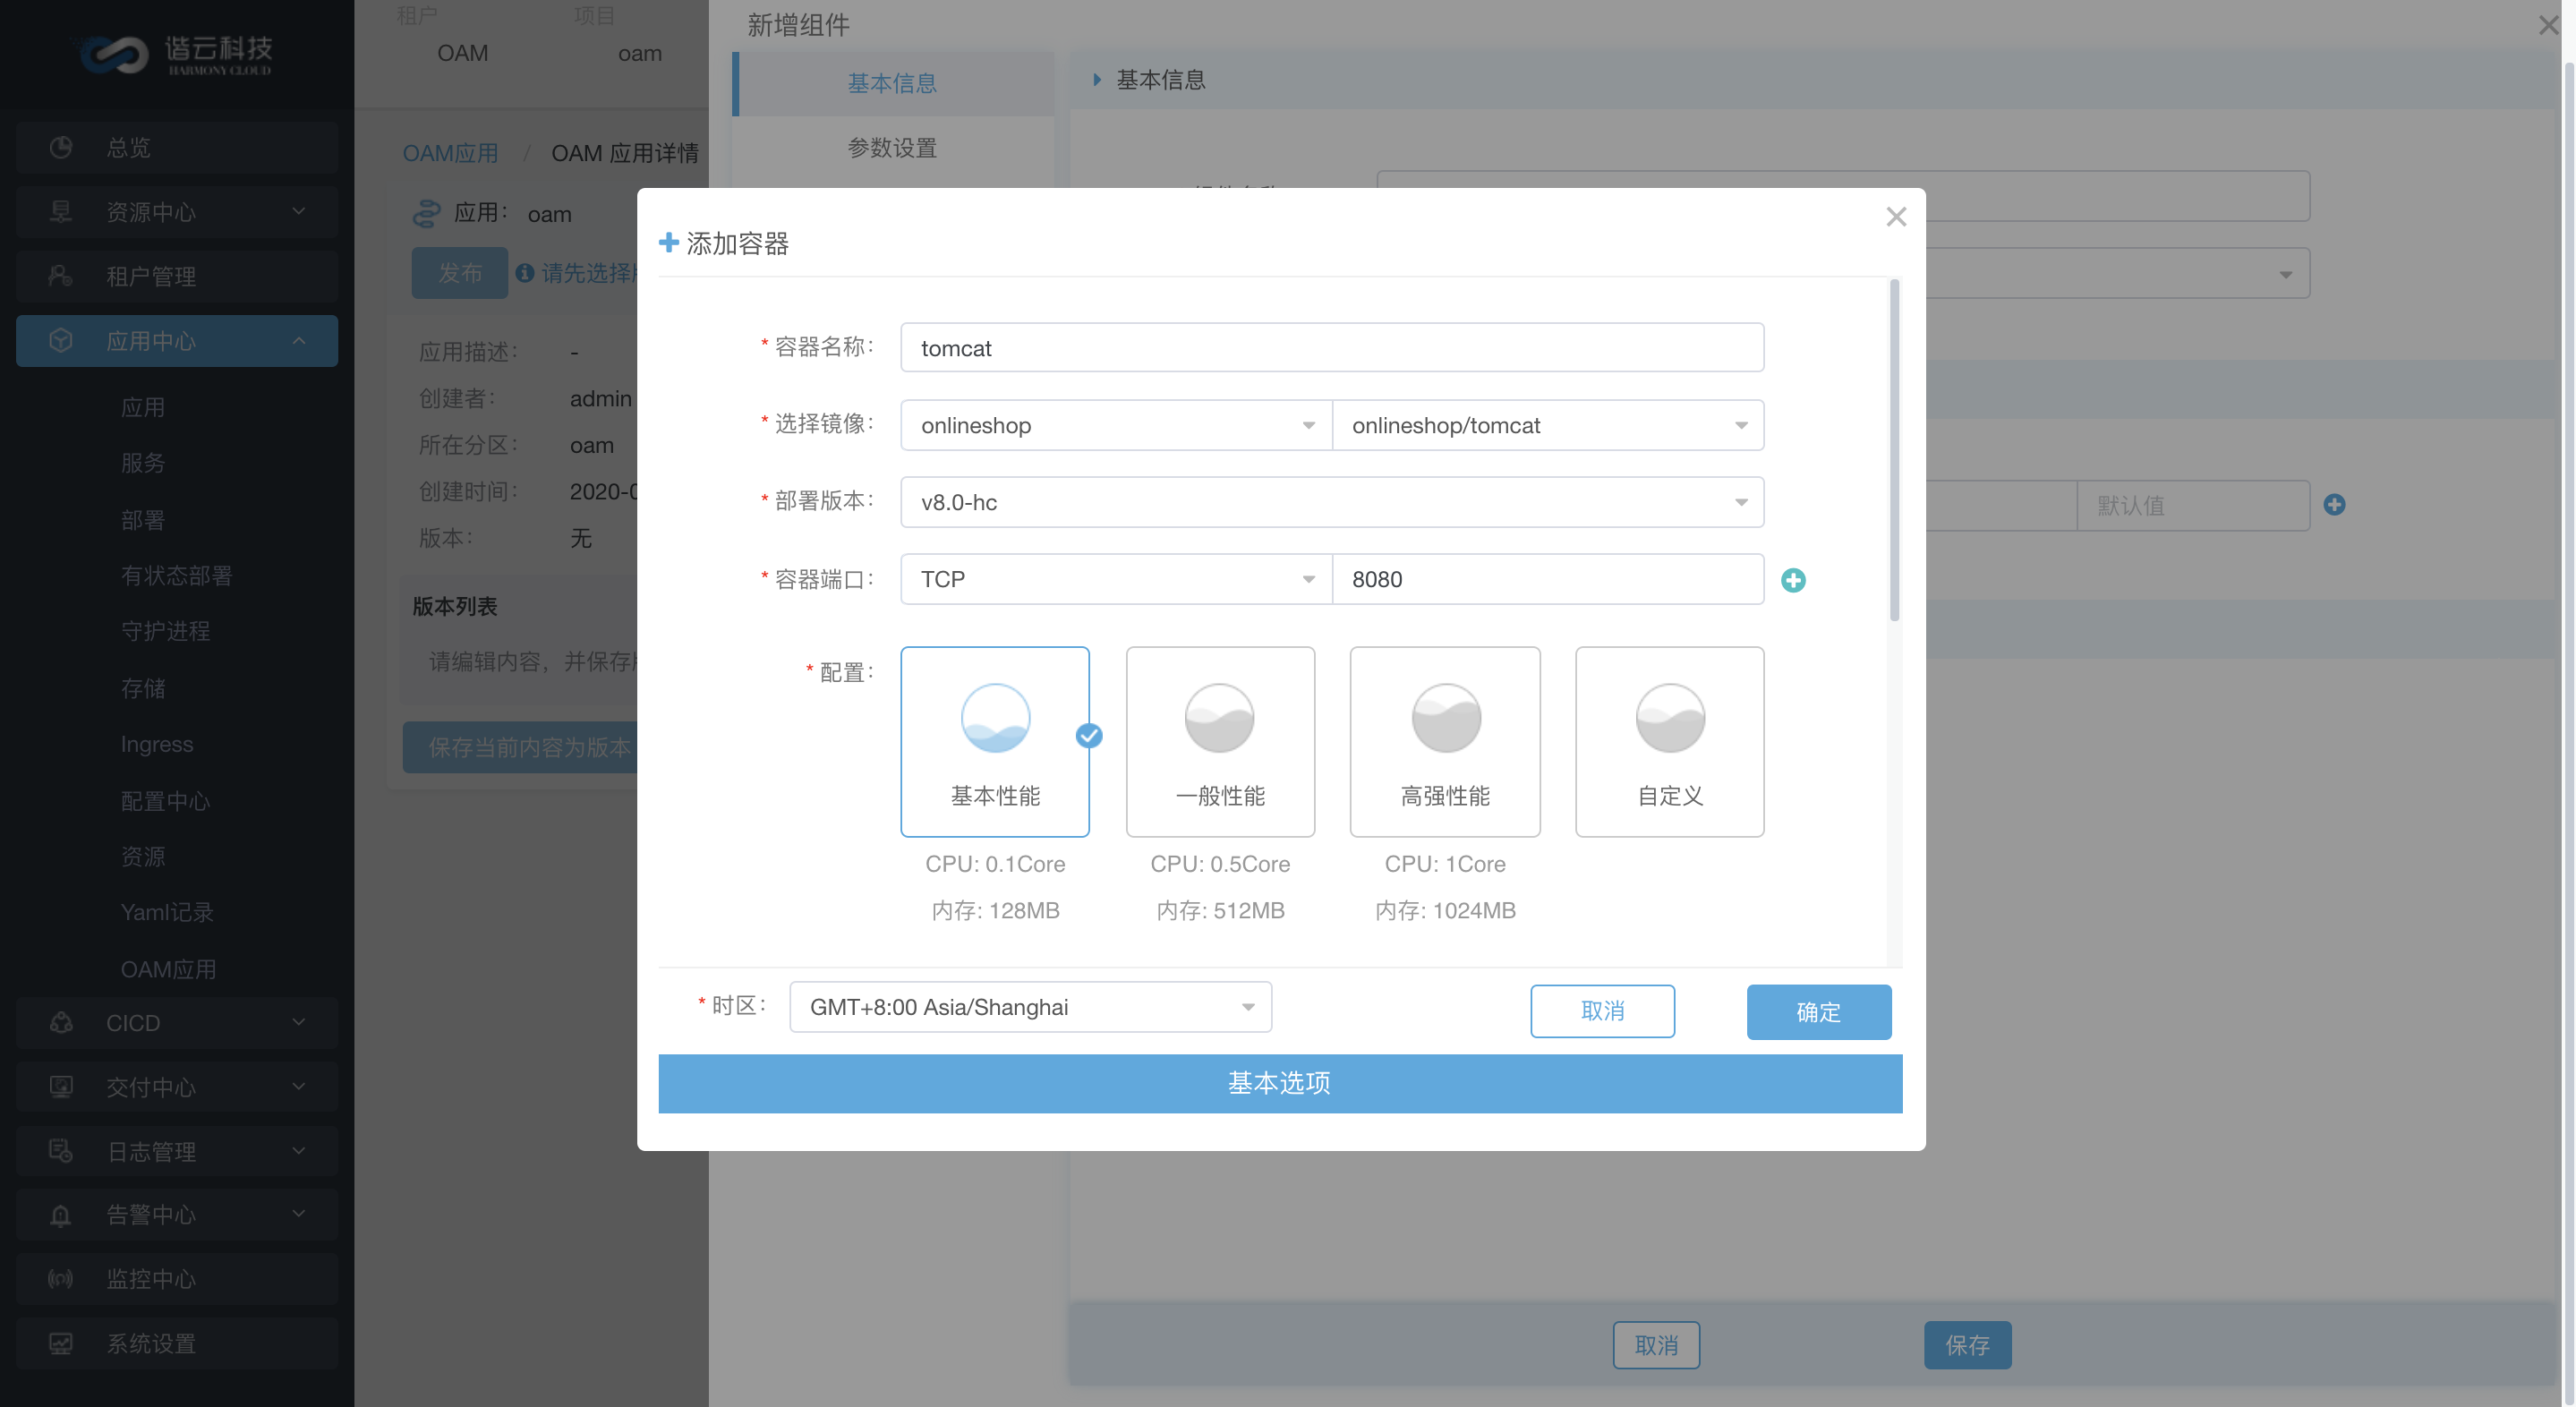 谐云科技
HARMONY CLOUD
总览
资源中心
租户管理
应用中心
应用
服务
部署
有状态部署
守护进程
存储
Ingress
配置中心
资源
Yaml记录
OAM应用
CICD
交付中心
日志管理
告警中心
监控中心
系统设置
租户
项目
OAM
oam
OAM应用 / OAM 应用详情
应用： oam
发布
请先选择
应用描述： -
创建者： admin
所在分区： oam
创建时间： 2020-0
版本： 无
版本列表
请编辑内容，并保存
保存当前内容为版本
新增组件
基本信息
参数设置
基本信息
默认值
取消
保存
添加容器
* 容器名称： tomcat
* 选择镜像： onlineshop onlineshop/tomcat
* 部署版本： v8.0-hc
* 容器端口： TCP 8080
* 配置：
基本性能 一般性能 高强性能 自定义
CPU: 0.1Core CPU: 0.5Core CPU: 1Core
内存: 128MB 内存: 512MB 内存: 1024MB
* 时区： GMT+8:00 Asia/Shanghai
取消
确定
基本选项